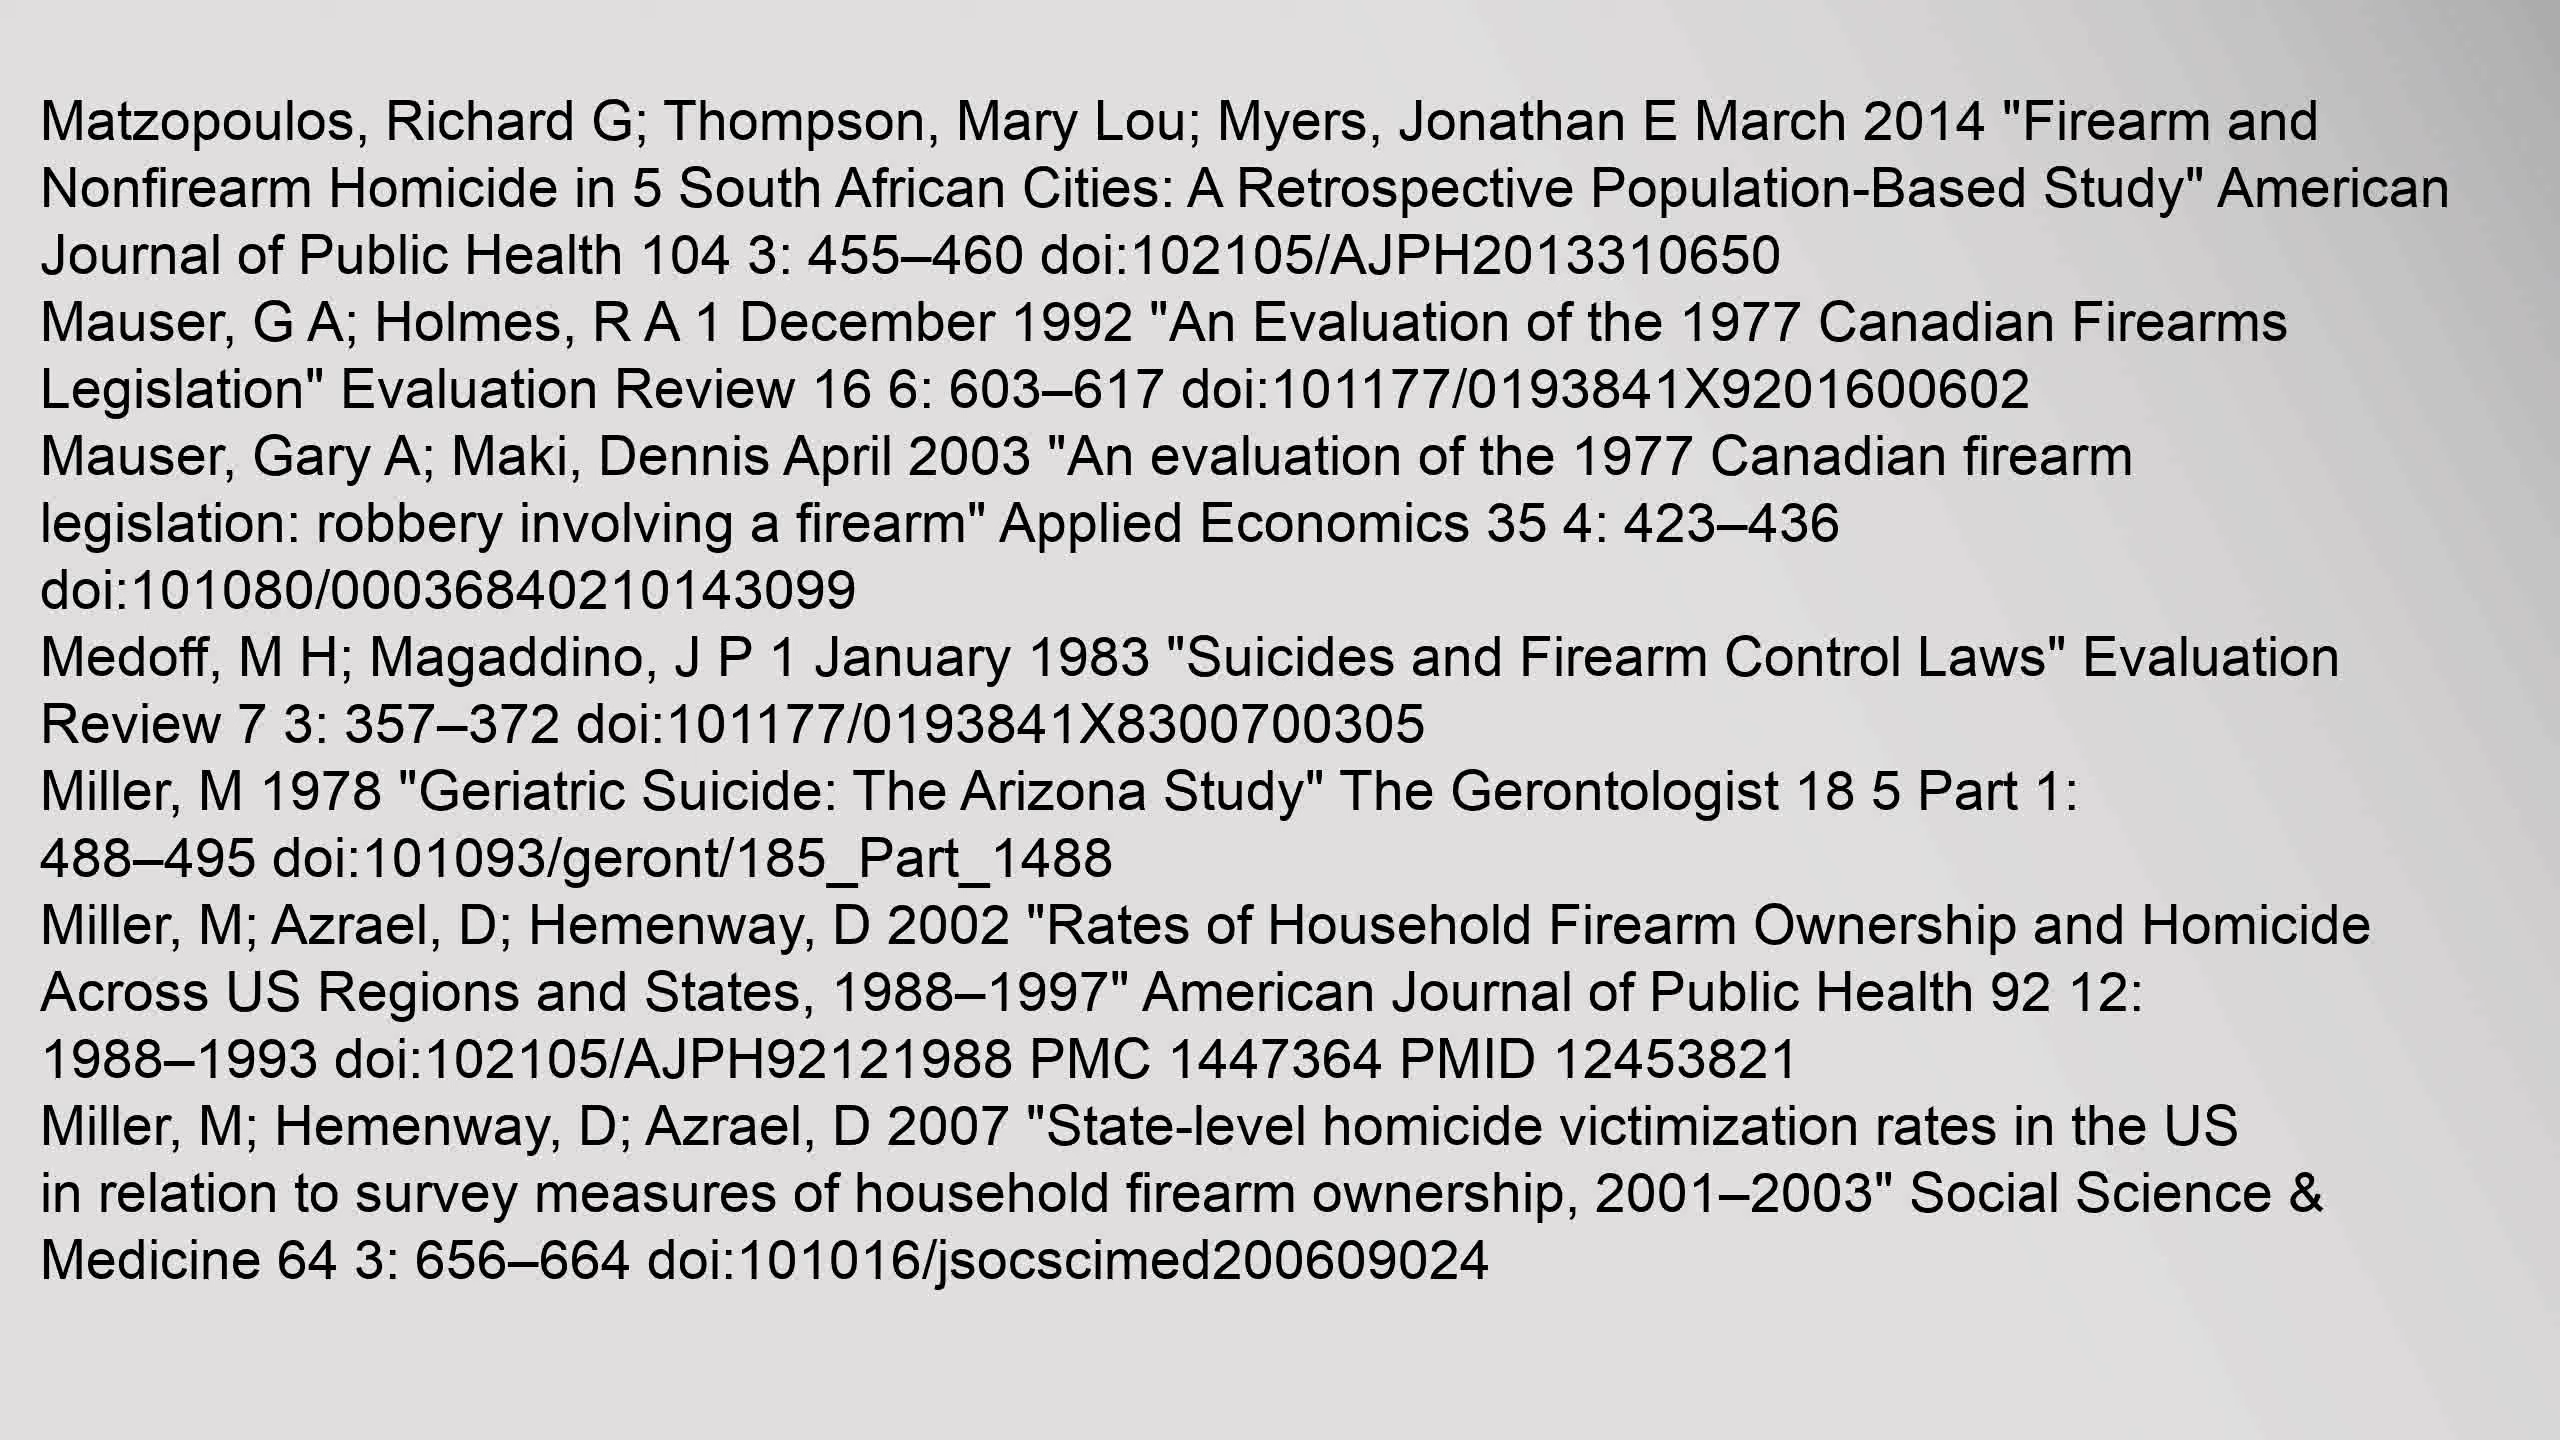 Matzopoulos, Richard G; Thompson, Mary Lou; Myers, Jonathan E March 2014 "Firearm and
Nonfirearm Homicide in 5 South African Cities: A Retrospective Population-Based Study" American
Journal of Public Health 104 3: 455–460 doi:102105/AJPH2013310650
Mauser, G A; Holmes, R A 1 December 1992 "An Evaluation of the 1977 Canadian Firearms
Legislation" Evaluation Review 16 6: 603–617 doi:101177/0193841X9201600602
Mauser, Gary A; Maki, Dennis April 2003 "An evaluation of the 1977 Canadian firearm
legislation: robbery involving a firearm" Applied Economics 35 4: 423–436
doi:101080/00036840210143099
Medoff, M H; Magaddino, J P 1 January 1983 "Suicides and Firearm Control Laws" Evaluation
Review 7 3: 357–372 doi:101177/0193841X8300700305
Miller, M 1978 "Geriatric Suicide: The Arizona Study" The Gerontologist 18 5 Part 1:
488–495 doi:101093/geront/185_Part_1488
Miller, M; Azrael, D; Hemenway, D 2002 "Rates of Household Firearm Ownership and Homicide
Across US Regions and States, 1988–1997" American Journal of Public Health 92 12:
1988–1993 doi:102105/AJPH92121988 PMC 1447364 PMID 12453821
Miller, M; Hemenway, D; Azrael, D 2007 "State-level homicide victimization rates in the US
in relation to survey measures of household firearm ownership, 2001–2003" Social Science &
Medicine 64 3: 656–664 doi:101016/jsocscimed200609024